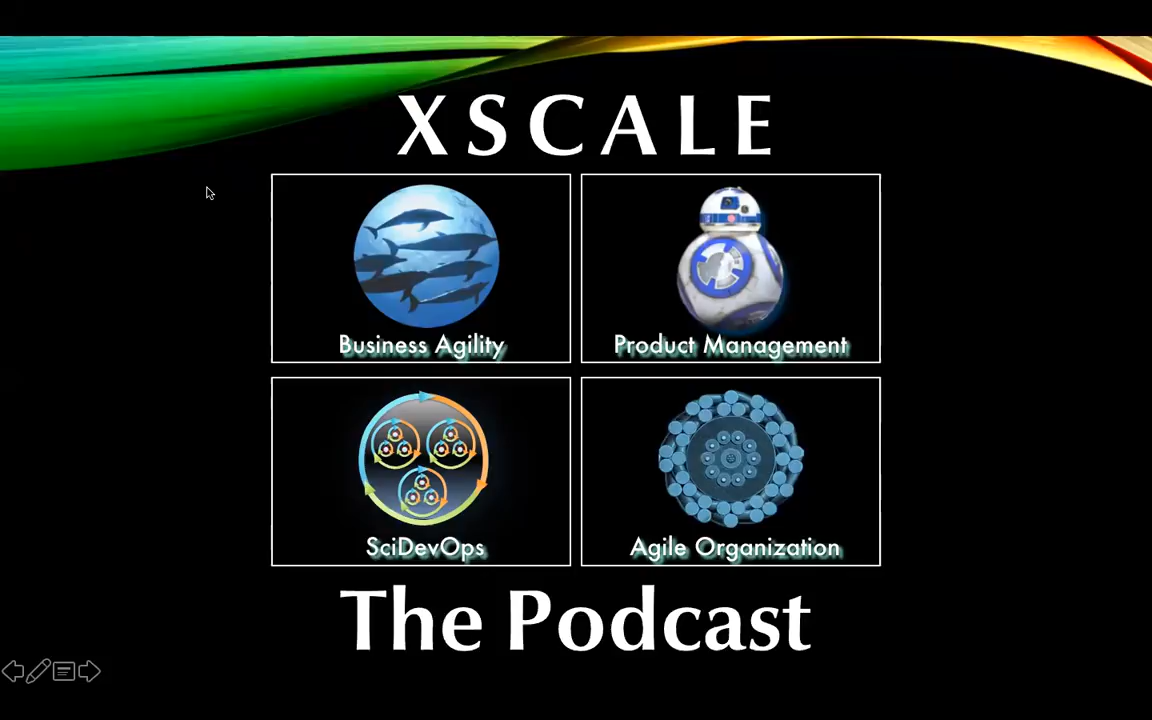 XSCALE
Business Agility
Product Management
SciDevOps
Agile Organization
The Podcast